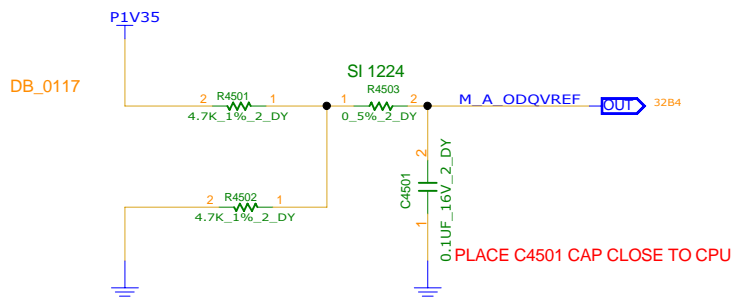 P1V35
DB_0117
SI 1224
2 R4501 1
4.7K_1%_2_DY
1 R4503 2
0_5%_2_DY
M_A_ODQVREF
OUT
32B4
2 R4502 1
4.7K_1%_2_DY
2
C4501
1
0.1UF_16V_2_DY
PLACE C4501 CAP CLOSE TO CPU